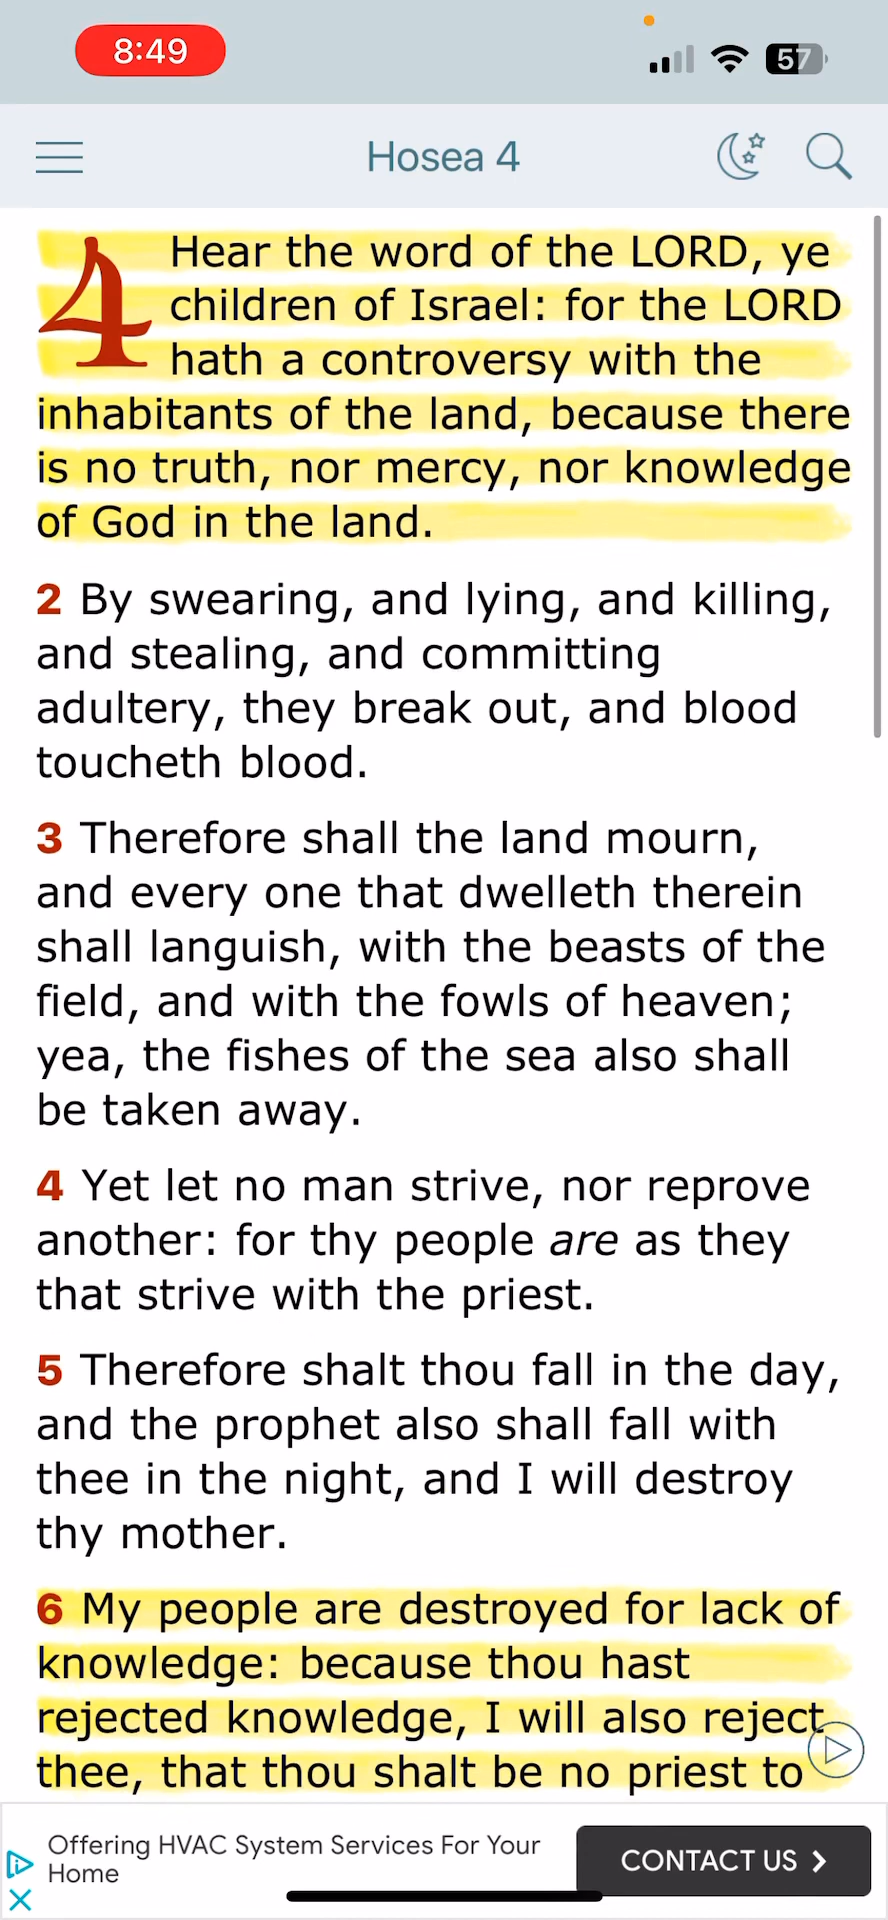 8:49
57
Hosea 4
4 Hear the word of the LORD, ye
children of Israel: for the LORD
hath a controversy with the
inhabitants of the land, because there
is no truth, nor mercy, nor knowledge
of God in the land.
2 By swearing, and lying, and killing,
and stealing, and committing
adultery, they break out, and blood
toucheth blood.
3 Therefore shall the land mourn,
and every one that dwelleth therein
shall languish, with the beasts of the
field, and with the fowls of heaven;
yea, the fishes of the sea also shall
be taken away.
4 Yet let no man strive, nor reprove
another: for thy people are as they
that strive with the priest.
5 Therefore shalt thou fall in the day,
and the prophet also shall fall with
thee in the night, and I will destroy
thy mother.
6 My people are destroyed for lack of
knowledge: because thou hast
rejected knowledge, I will also reject
thee, that thou shalt be no priest to
Offering HVAC System Services For Your
Home
CONTACT US